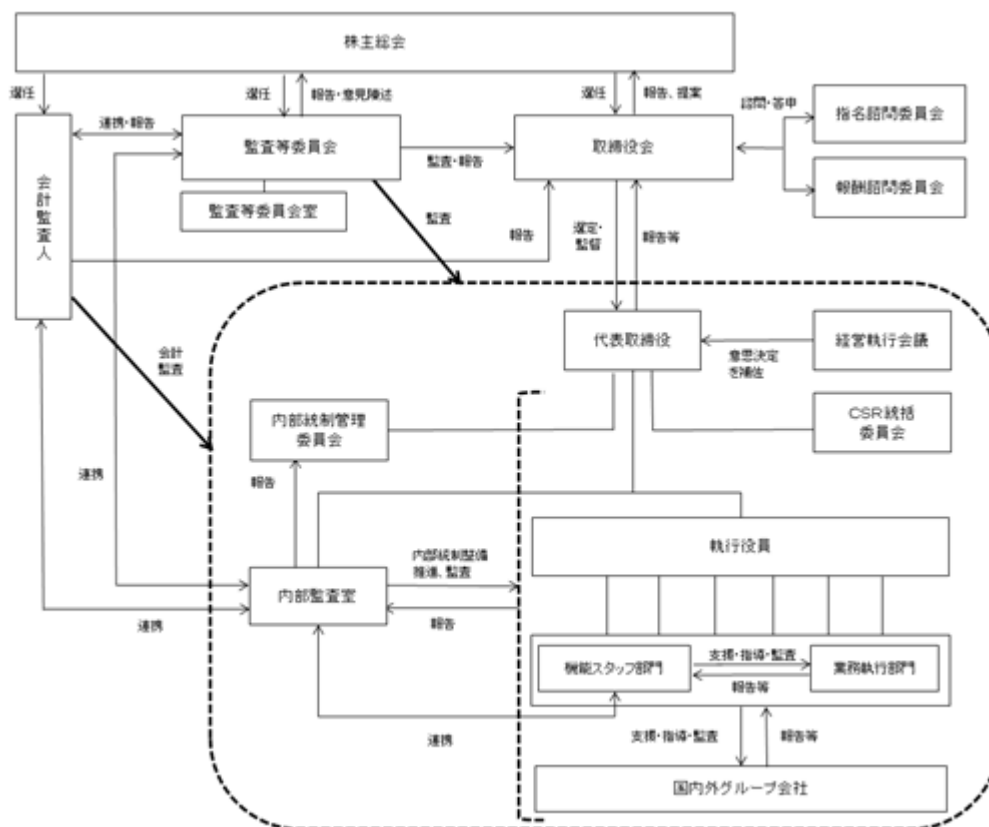 株主総会
選任
選任
報告・意見陳述
選任
報告、提案
諮問・答申
指名諮問委員会
連携・報告
監査等委員会
監査・報告
取締役会
報酬諮問委員会
会計監査人
監査等委員会室
監査
報告
選定・
監督
報告等
代表取締役
経営執行会議
意思決定
を補佐
会計
監査
内部統制管理
委員会
CSR統括
委員会
連携
報告
執行役員
内部統制整備
推進、監査
内部監査室
連携
報告
機能スタッフ部門
支援・指導・監査
報告等
業務執行部門
連携
支援・指導・監査
報告等
国内外グループ会社